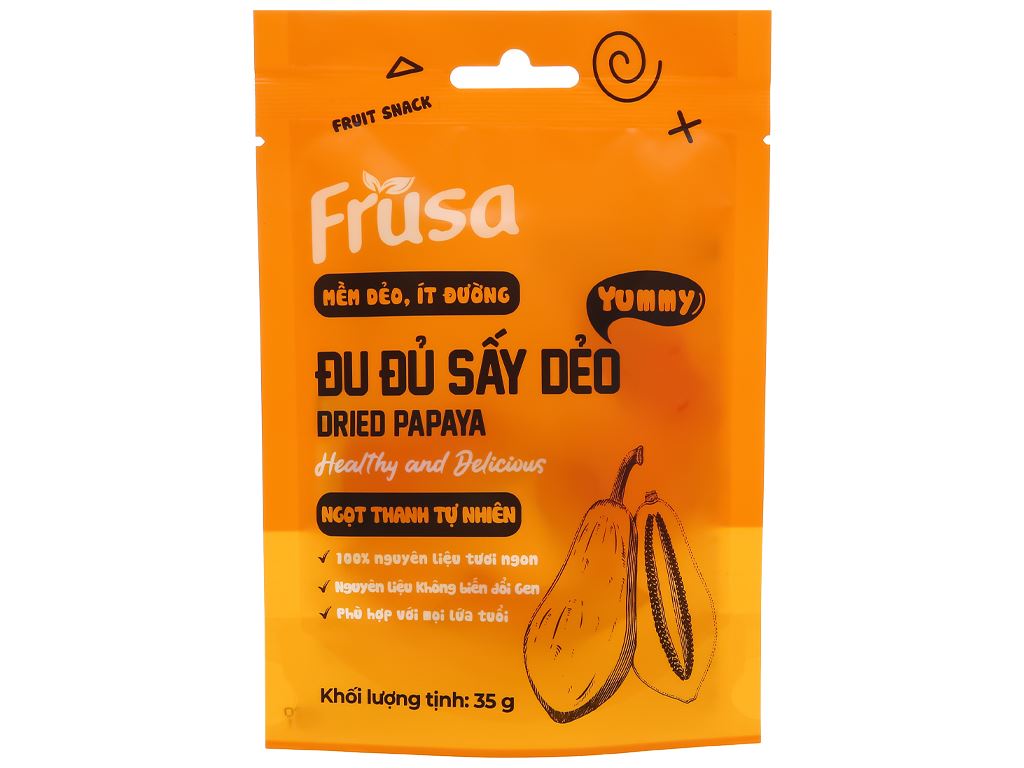 FRUIT SNACK
Frusa
MỀM DẺO, ÍT ĐƯỜNG
Yummy
ĐU ĐỦ SẤY DẺO
DRIED PAPAYA
Healthy and Delicious
NGỌT THANH TỰ NHIÊN
100% nguyên liệu tươi ngon
Nguyên liệu Không biến đổi Gen
Phù hợp với mọi lứa tuổi
Khối lượng tịnh: 35 g